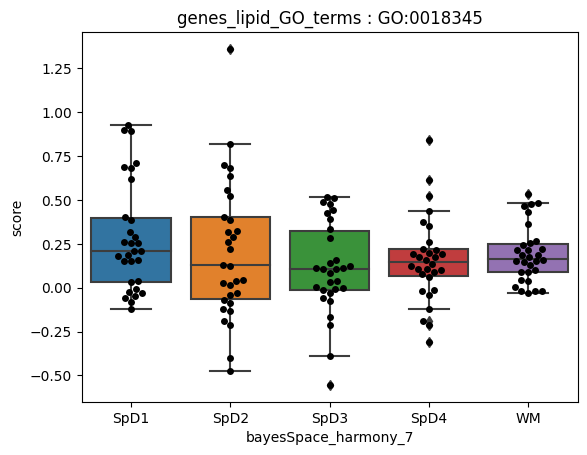 genes_lipid_GO_terms : GO:0018345
1.25
1.00
0.75
0.50
0.25
0.00
−0.25
−0.50
score
SpD1 SpD2 SpD3 SpD4 WM
bayesSpace_harmony_7